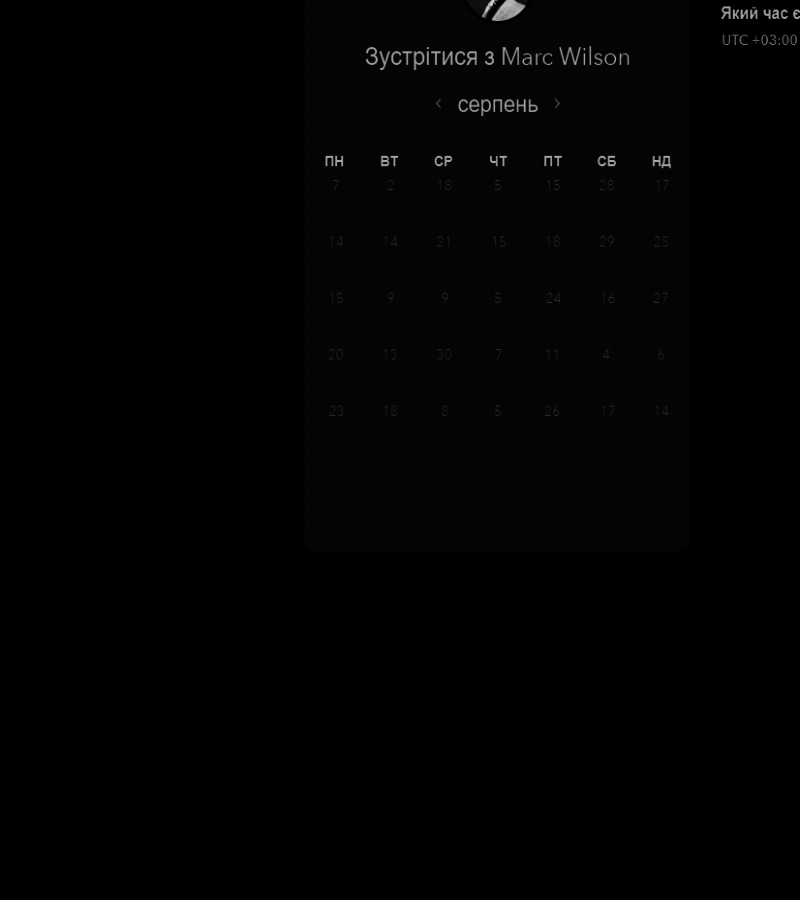 Який час є
UTC +03:00
Зустрітися з Marc Wilson
‹ серпень ›
ПН ВТ СР ЧТ ПТ СБ НД
7 2 18 5 15 28 17
14 14 21 15 18 29 25
15 9 9 5 24 16 27
20 13 30 7 11 4 6
23 18 8 5 26 17 14